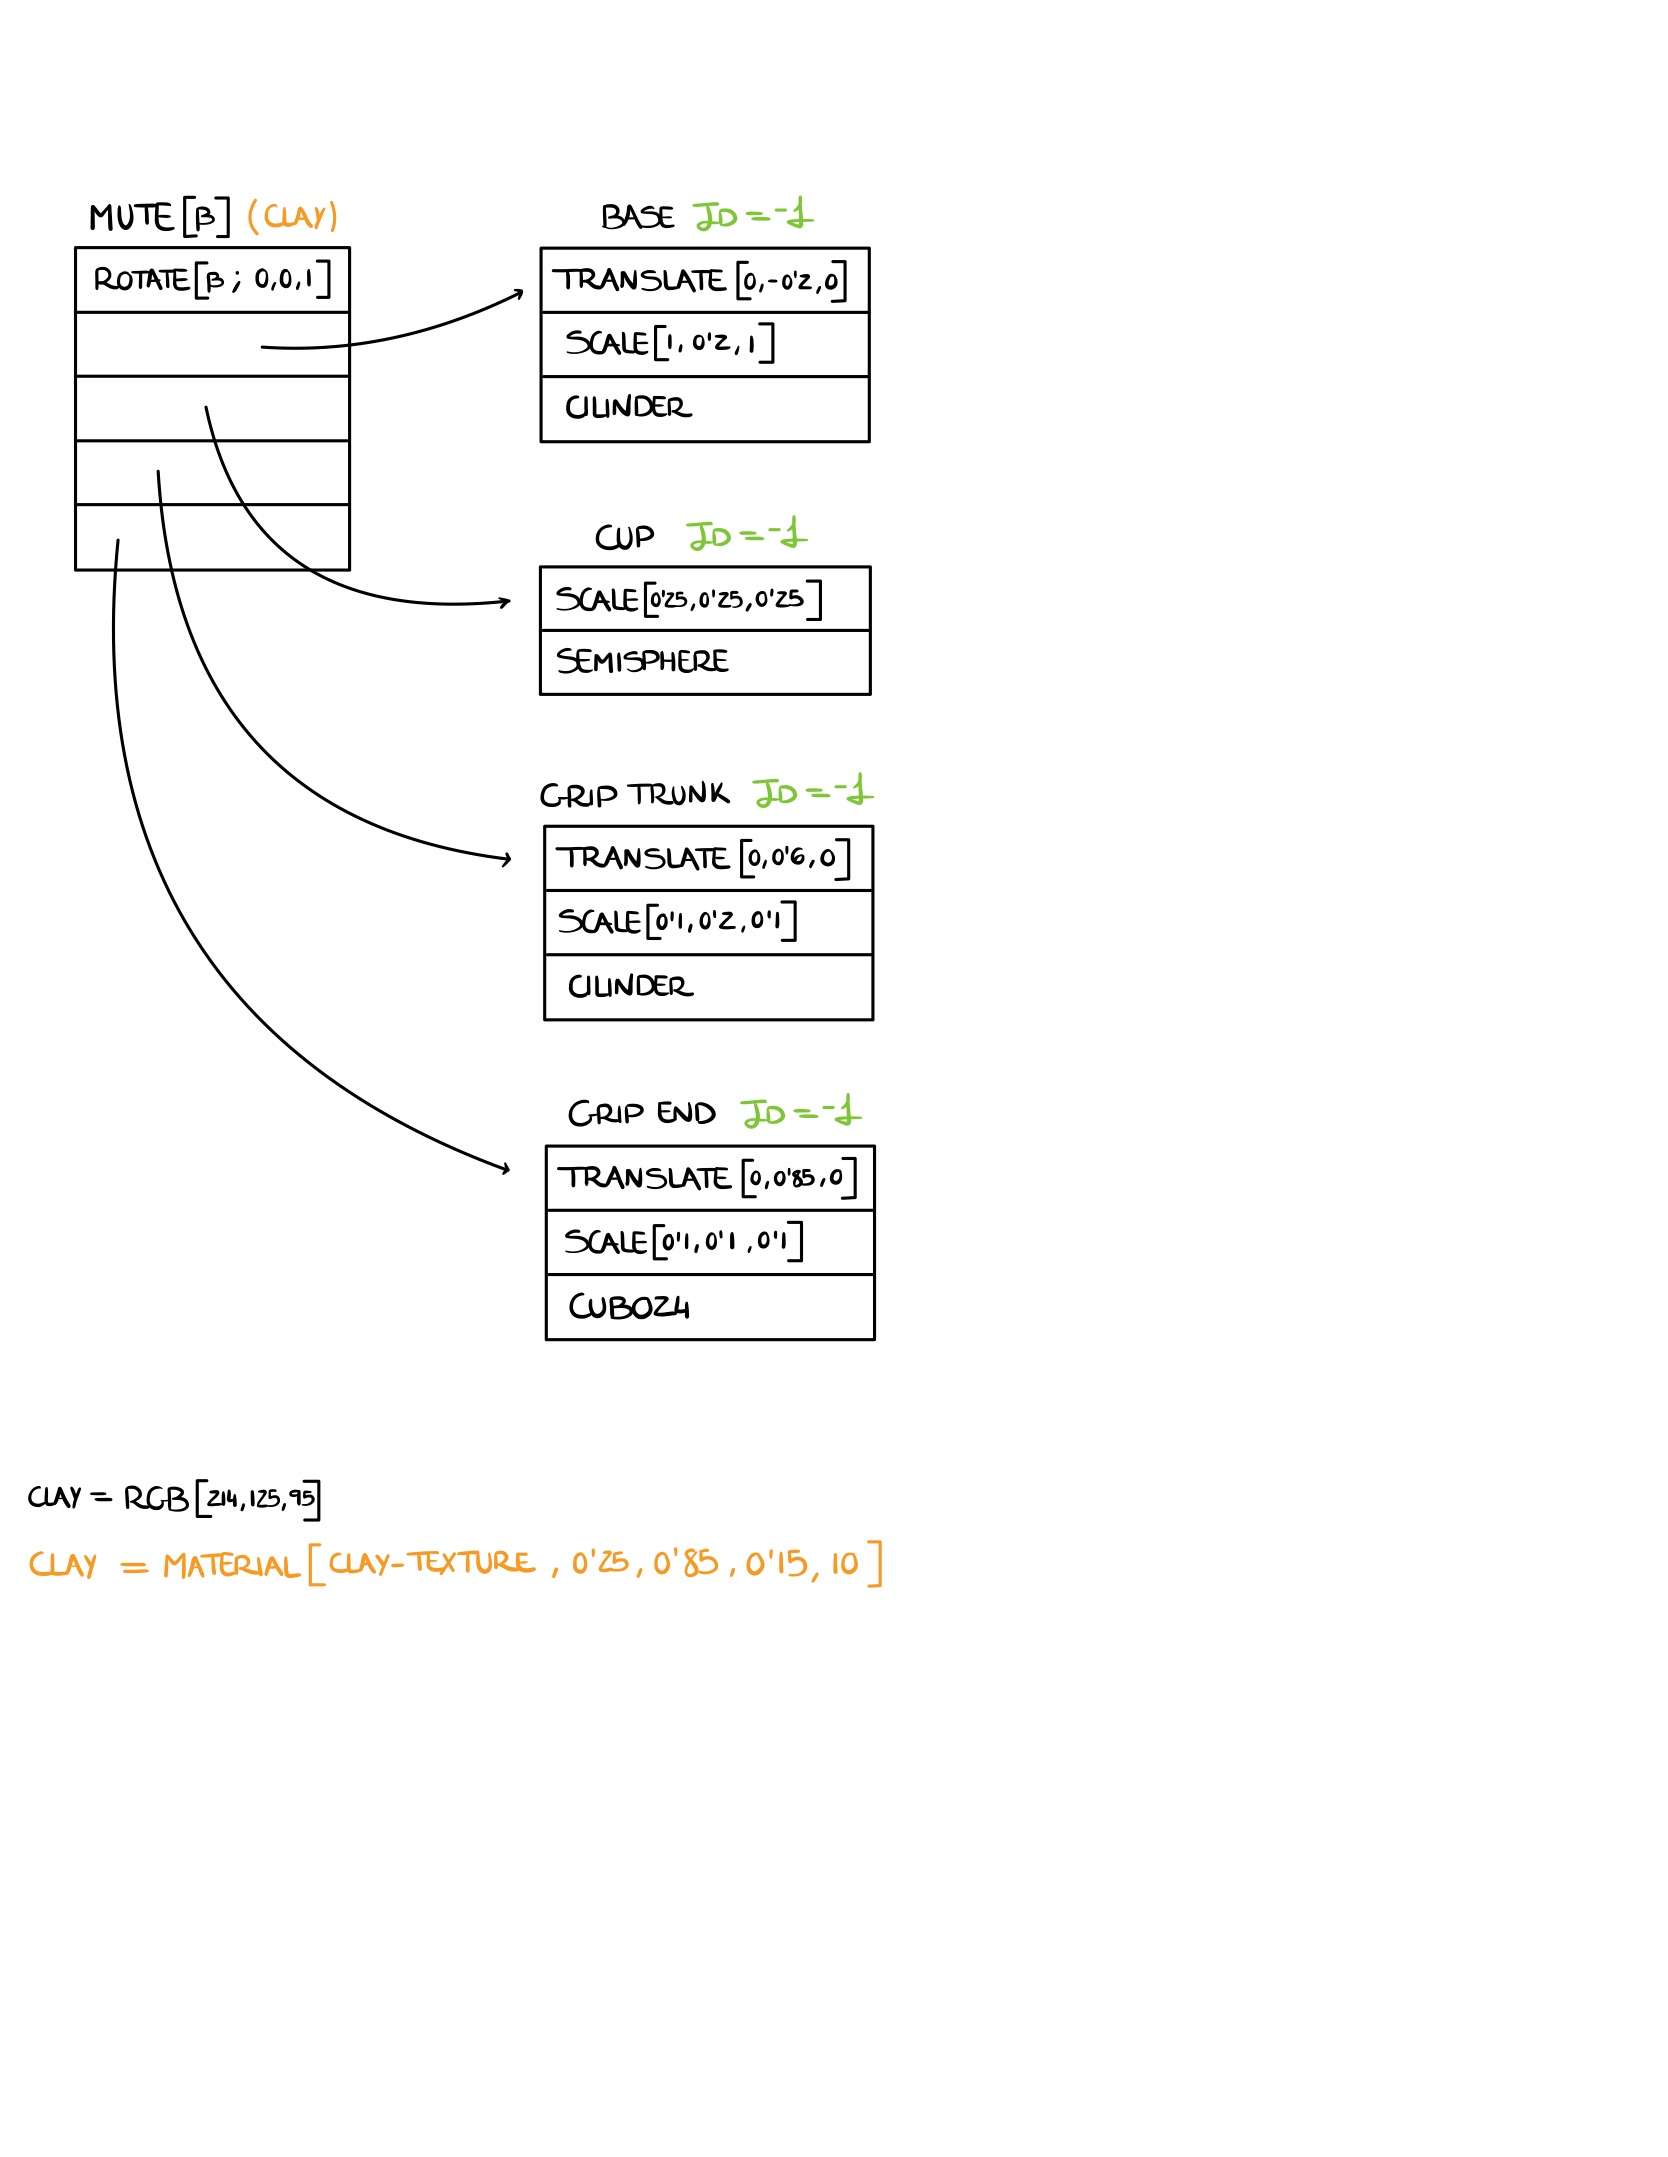 MUTE[β] (CLAY)
ROTATE[β; 0,0,1]
BASE ID=-1
TRANSLATE[0,-0'2,0]
SCALE[1,0'2,1]
CILINDER
CUP ID=-1
SCALE[0'25,0'25,0'25]
SEMISPHERE
GRIP TRUNK ID=-1
TRANSLATE[0,0'6,0]
SCALE[0'1,0'2,0'1]
CILINDER
GRIP END ID=-1
TRANSLATE[0,0'85,0]
SCALE[0'1,0'1,0'1]
CUBO24
CLAY = RGB[214,125,95]
CLAY = MATERIAL[CLAY-TEXTURE, 0'25, 0'85, 0'15, 10]